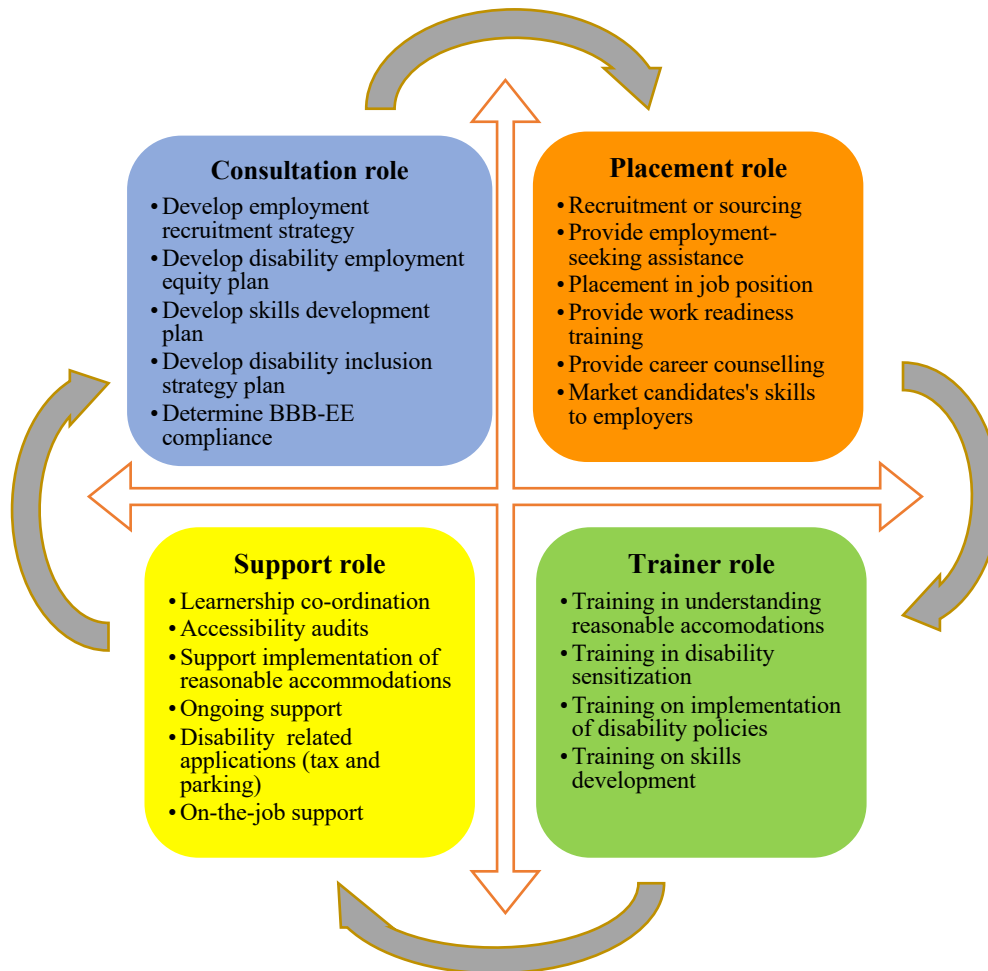 Consultation role
• Develop employment
recruitment strategy
• Develop disability employment
equity plan
• Develop skills development
plan
• Develop disability inclusion
strategy plan
• Determine BBB-EE
compliance
Placement role
• Recruitment or sourcing
• Provide employment-
seeking assistance
• Placement in job position
• Provide work readiness
training
• Provide career counselling
• Market candidates's skills
to employers
Support role
• Learnership co-ordination
• Accessibility audits
• Support implementation of
reasonable accommodations
• Ongoing support
• Disability related
applications (tax and
parking)
• On-the-job support
Trainer role
• Training in understanding
reasonable accomodations
• Training in disability
sensitization
• Training on implementation
of disability policies
• Training on skills
development